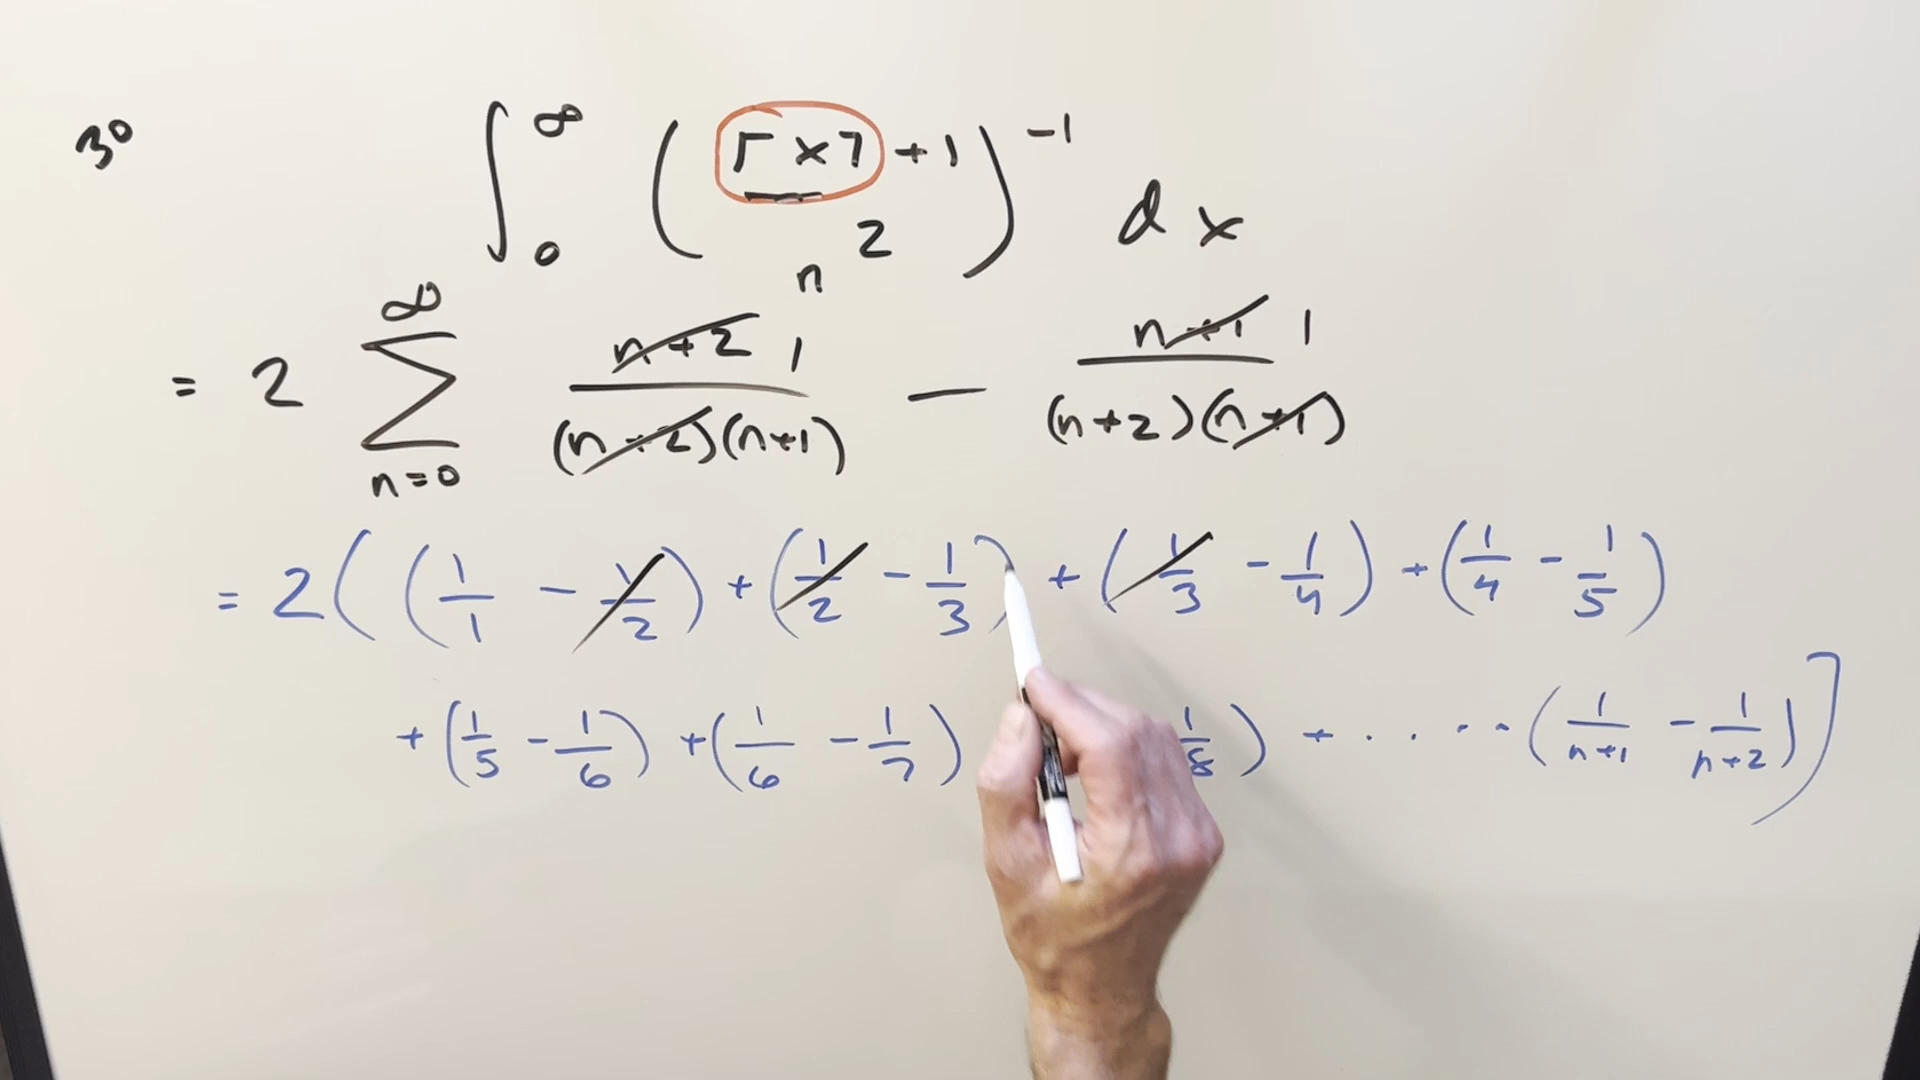 3⁰
∫₀^∞ (⌈x⌉ + 1 2)⁻¹ dx
n
= 2 ∑_{n=0}^∞ (n+2) 1 / (n+2)(n+1) − (n+1) 1 / (n+2)(n+1)
= 2( (1/1 − 1/2) + (1/2 − 1/3) + (1/3 − 1/4) + (1/4 − 1/5)
+ (1/5 − 1/6) + (1/6 − 1/7) 1/8) + . . . . . (1/n+1 − 1/n+2) )